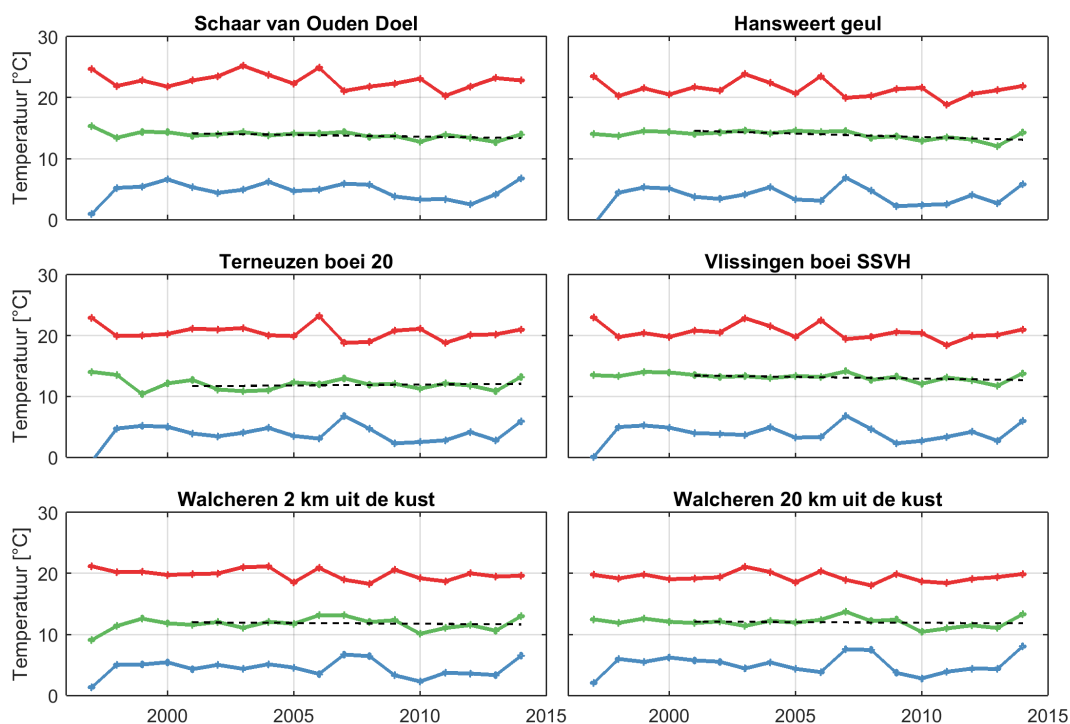 Schaar van Ouden Doel
Hansweert geul
Temperatuur [°C]
30
20
10
0
Terneuzen boei 20
Vlissingen boei SSVH
Temperatuur [°C]
30
20
10
0
Walcheren 2 km uit de kust
Walcheren 20 km uit de kust
Temperatuur [°C]
30
20
10
0
2000 2005 2010 2015
2000 2005 2010 2015